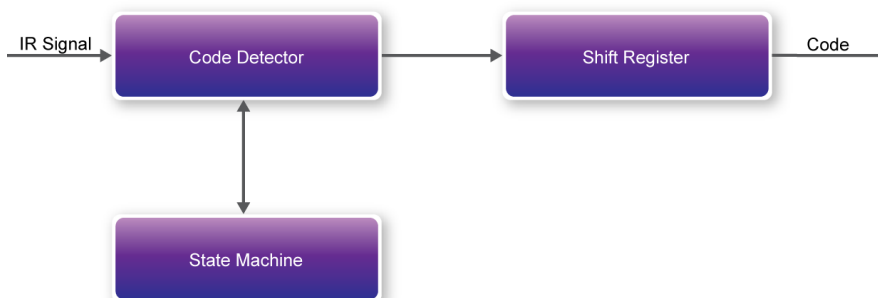 IR Signal
Code Detector
Shift Register
Code
State Machine